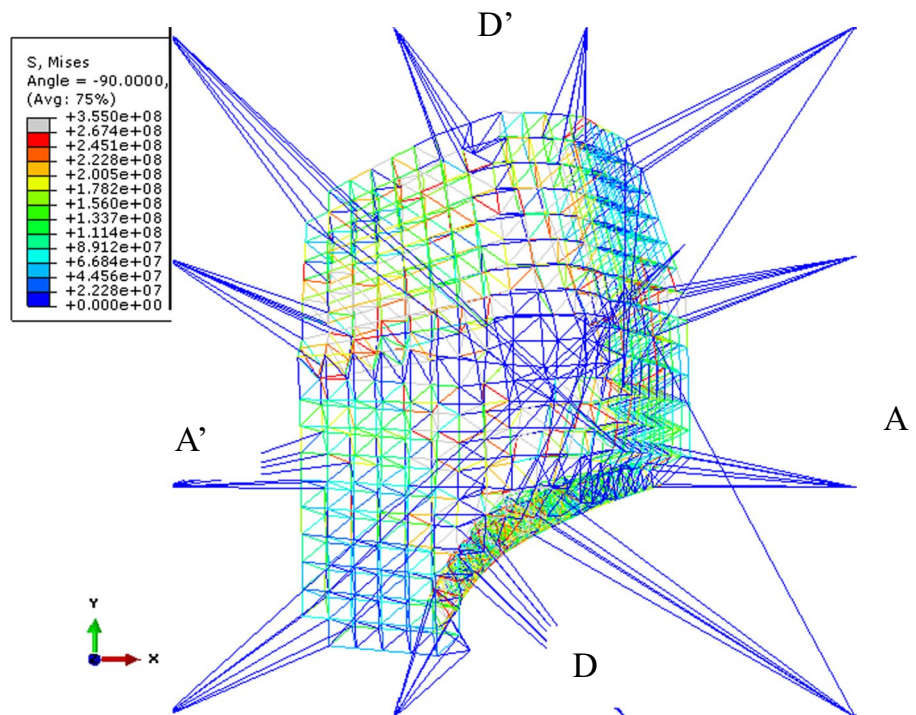 D’
S, Mises
Angle = -90.0000,
(Avg: 75%)
+3.550e+08
+2.674e+08
+2.451e+08
+2.228e+08
+2.005e+08
+1.782e+08
+1.560e+08
+1.337e+08
+1.114e+08
+8.912e+07
+6.684e+07
+4.456e+07
+2.228e+07
+0.000e+00
A’
A
Y
X
D